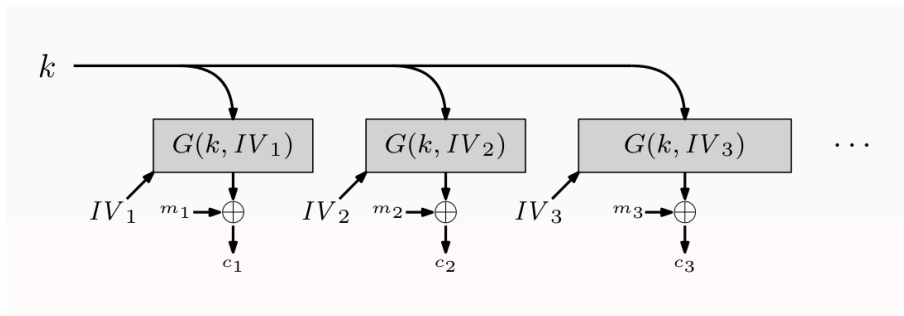 k
G(k, IV₁) G(k, IV₂) G(k, IV₃) ···
IV₁ m₁ IV₂ m₂ IV₃ m₃
c₁ c₂ c₃